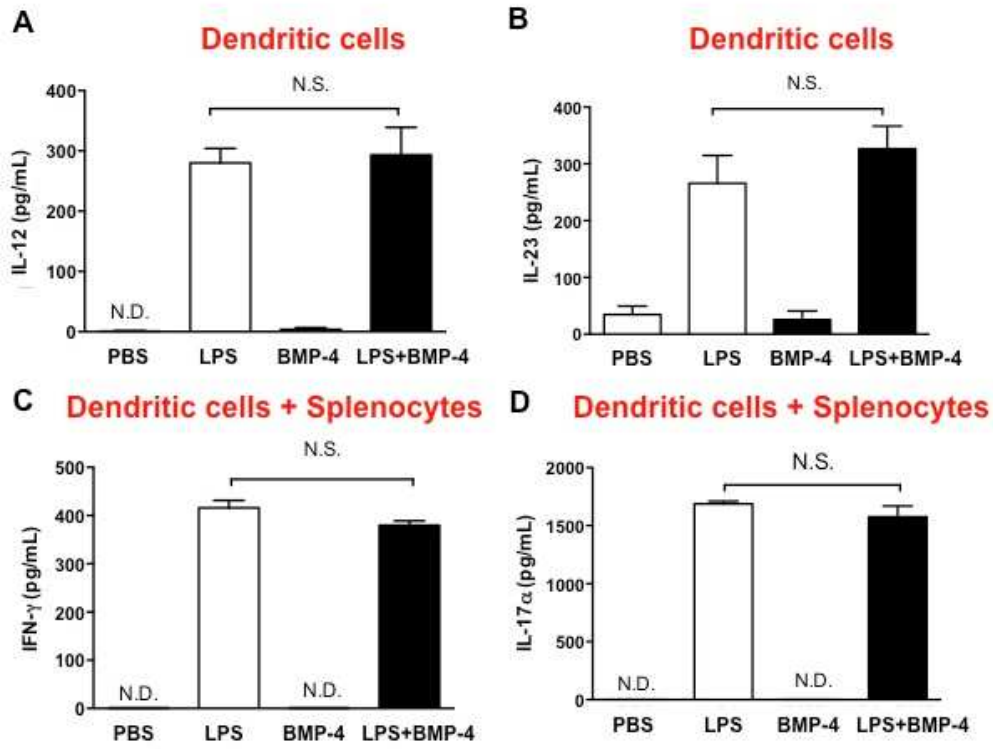 A
Dendritic cells
N.S.
400
300
200
100
0
IL-12 (pg/mL)
N.D.
PBS LPS BMP-4 LPS+BMP-4
B
Dendritic cells
N.S.
400
300
200
100
0
IL-23 (pg/mL)
PBS LPS BMP-4 LPS+BMP-4
C
Dendritic cells + Splenocytes
N.S.
500
400
300
200
100
0
IFN-γ (pg/mL)
N.D. N.D.
PBS LPS BMP-4 LPS+BMP-4
D
Dendritic cells + Splenocytes
N.S.
2000
1500
1000
500
0
IL-17α (pg/mL)
N.D. N.D.
PBS LPS BMP-4 LPS+BMP-4